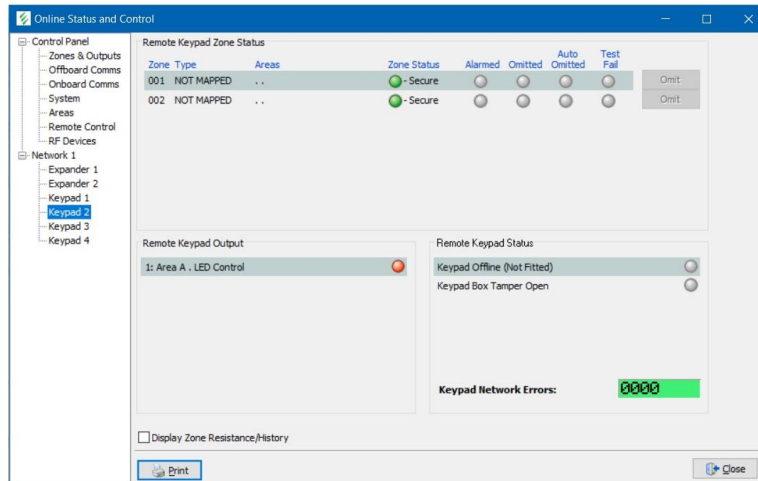 Online Status and Control
Control Panel
Zones & Outputs
Offboard Comms
Onboard Comms
System
Areas
Remote Control
RF Devices
Network 1
Expander 1
Expander 2
Keypad 1
Keypad 2
Keypad 3
Keypad 4
Remote Keypad Zone Status
Zone Type Areas Zone Status Alarmed Omitted Auto Omitted Test Fail
001 NOT MAPPED . . - Secure Omit
002 NOT MAPPED . . - Secure Omit
Remote Keypad Output
1: Area A . LED Control
Remote Keypad Status
Keypad Offline (Not Fitted)
Keypad Box Tamper Open
Keypad Network Errors: 0000
Display Zone Resistance/History
Print
Close